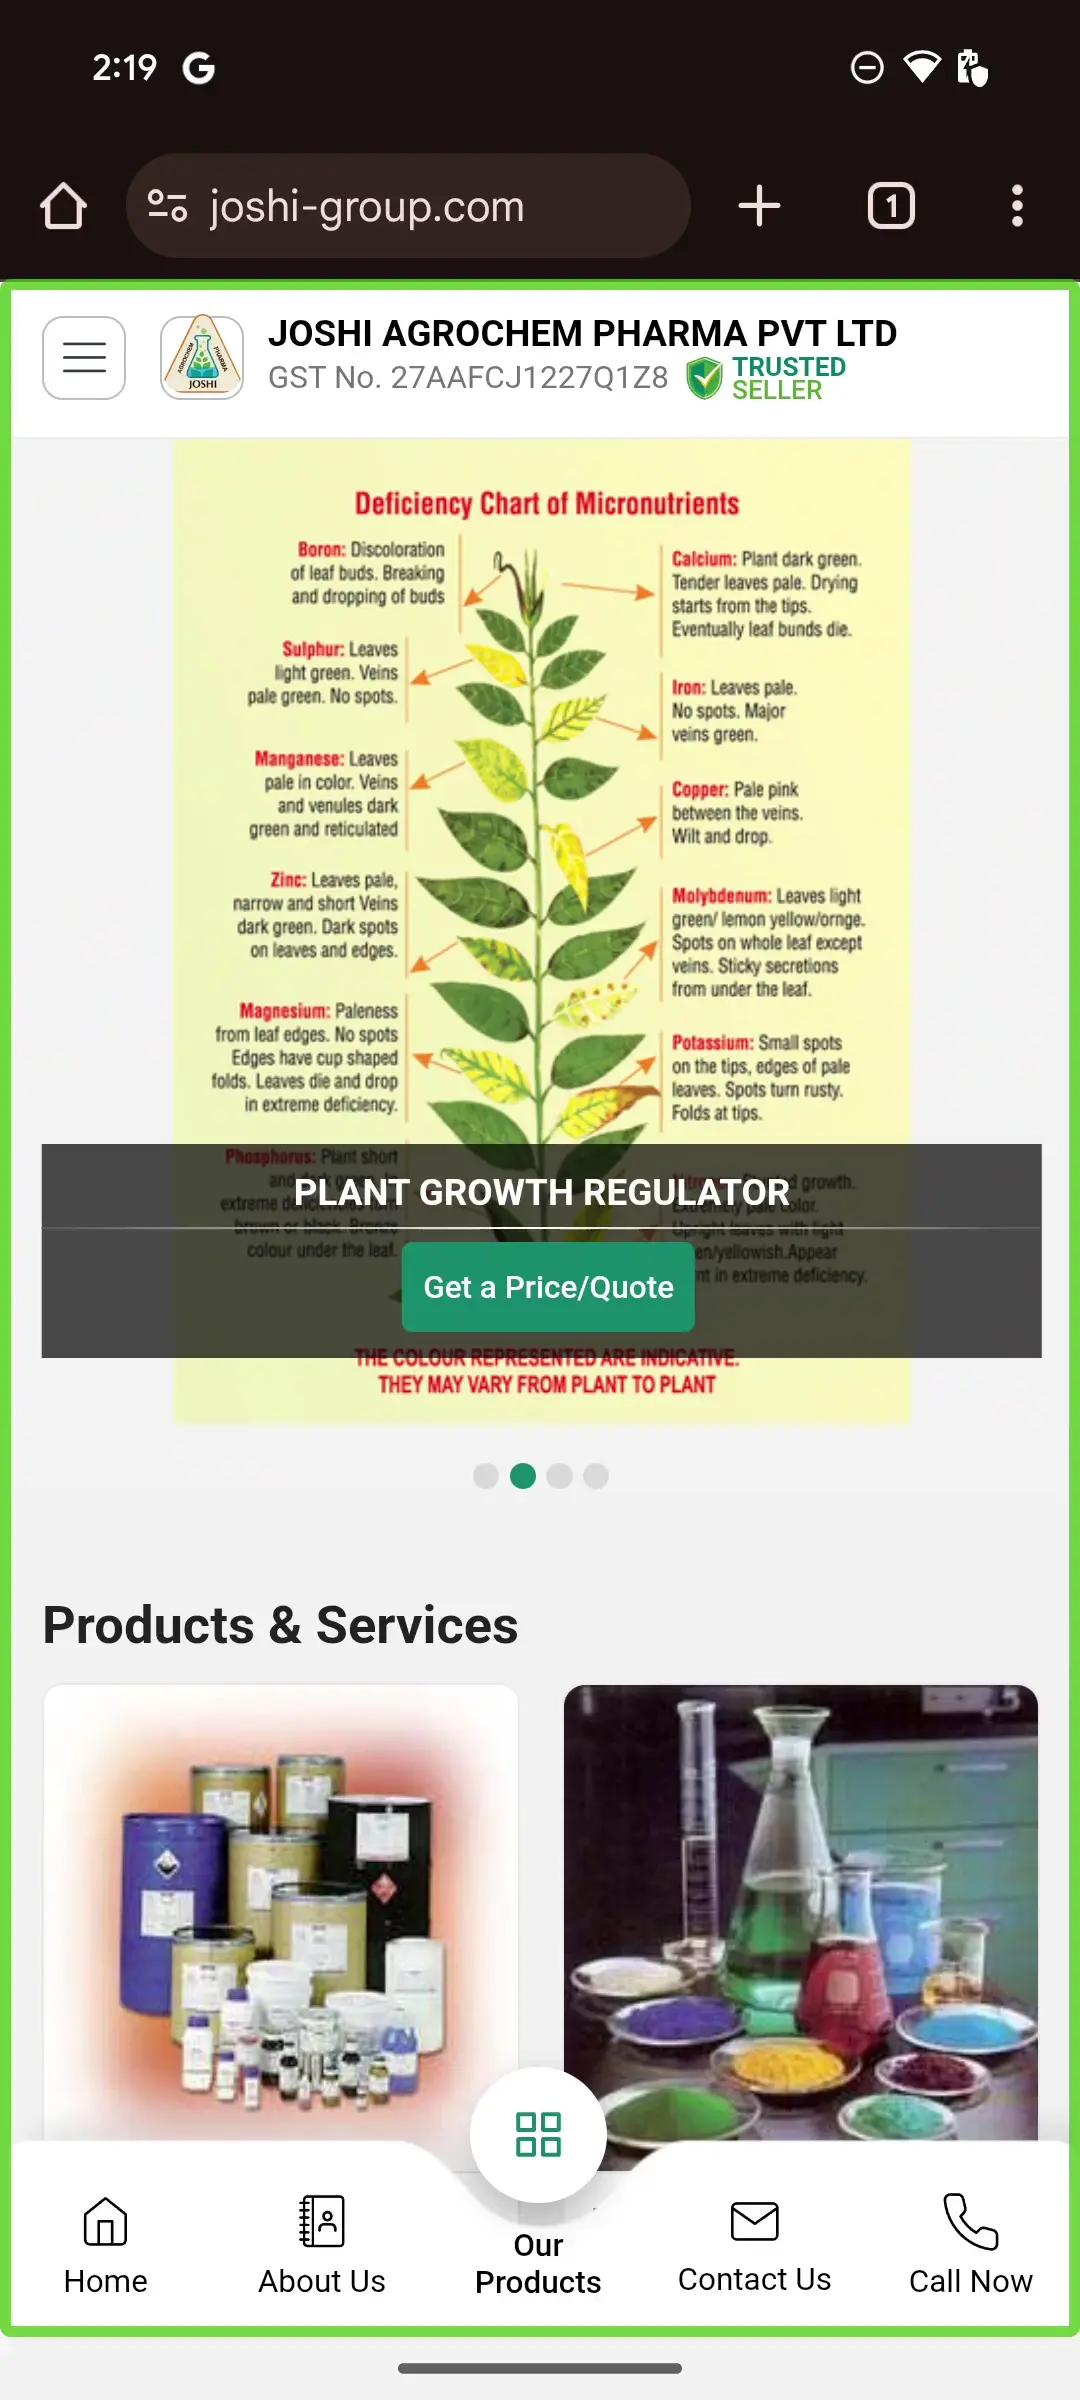 2:19
joshi-group.com
1
JOSHI AGROCHEM PHARMA PVT LTD
GST No. 27AAFCJ1227Q1Z8
TRUSTED
SELLER
AGROCHEM
PHARMA
JOSHI
Deficiency Chart of Micronutrients
Boron: Discoloration
of leaf buds. Breaking
and dropping of buds
Sulphur: Leaves
light green. Veins
pale green. No spots.
Manganese: Leaves
pale in color. Veins
and venules dark
green and reticulated
Zinc: Leaves pale,
narrow and short Veins
dark green. Dark spots
on leaves and edges.
Magnesium: Paleness
from leaf edges. No spots
Edges have cup shaped
folds. Leaves die and drop
in extreme deficiency.
Phosphorus: Plant short
and dark green. In
extreme deficiencies turn
brown or black. Bronze
colour under the leaf.
Calcium: Plant dark green.
Tender leaves pale. Drying
starts from the tips.
Eventually leaf bunds die.
Iron: Leaves pale.
No spots. Major
veins green.
Copper: Pale pink
between the veins.
Wilt and drop.
Molybdenum: Leaves light
green/ lemon yellow/ornge.
Spots on whole leaf except
veins. Sticky secretions
from under the leaf.
Potassium: Small spots
on the tips, edges of pale
leaves. Spots turn rusty.
Folds at tips.
growth.
Extremely pale color.
Upright leaves with light
en/yellowish.Appear
nt in extreme deficiency.
PLANT GROWTH REGULATOR
Get a Price/Quote
THE COLOUR REPRESENTED ARE INDICATIVE.
THEY MAY VARY FROM PLANT TO PLANT
Products & Services
Home
About Us
Our
Products
Contact Us
Call Now